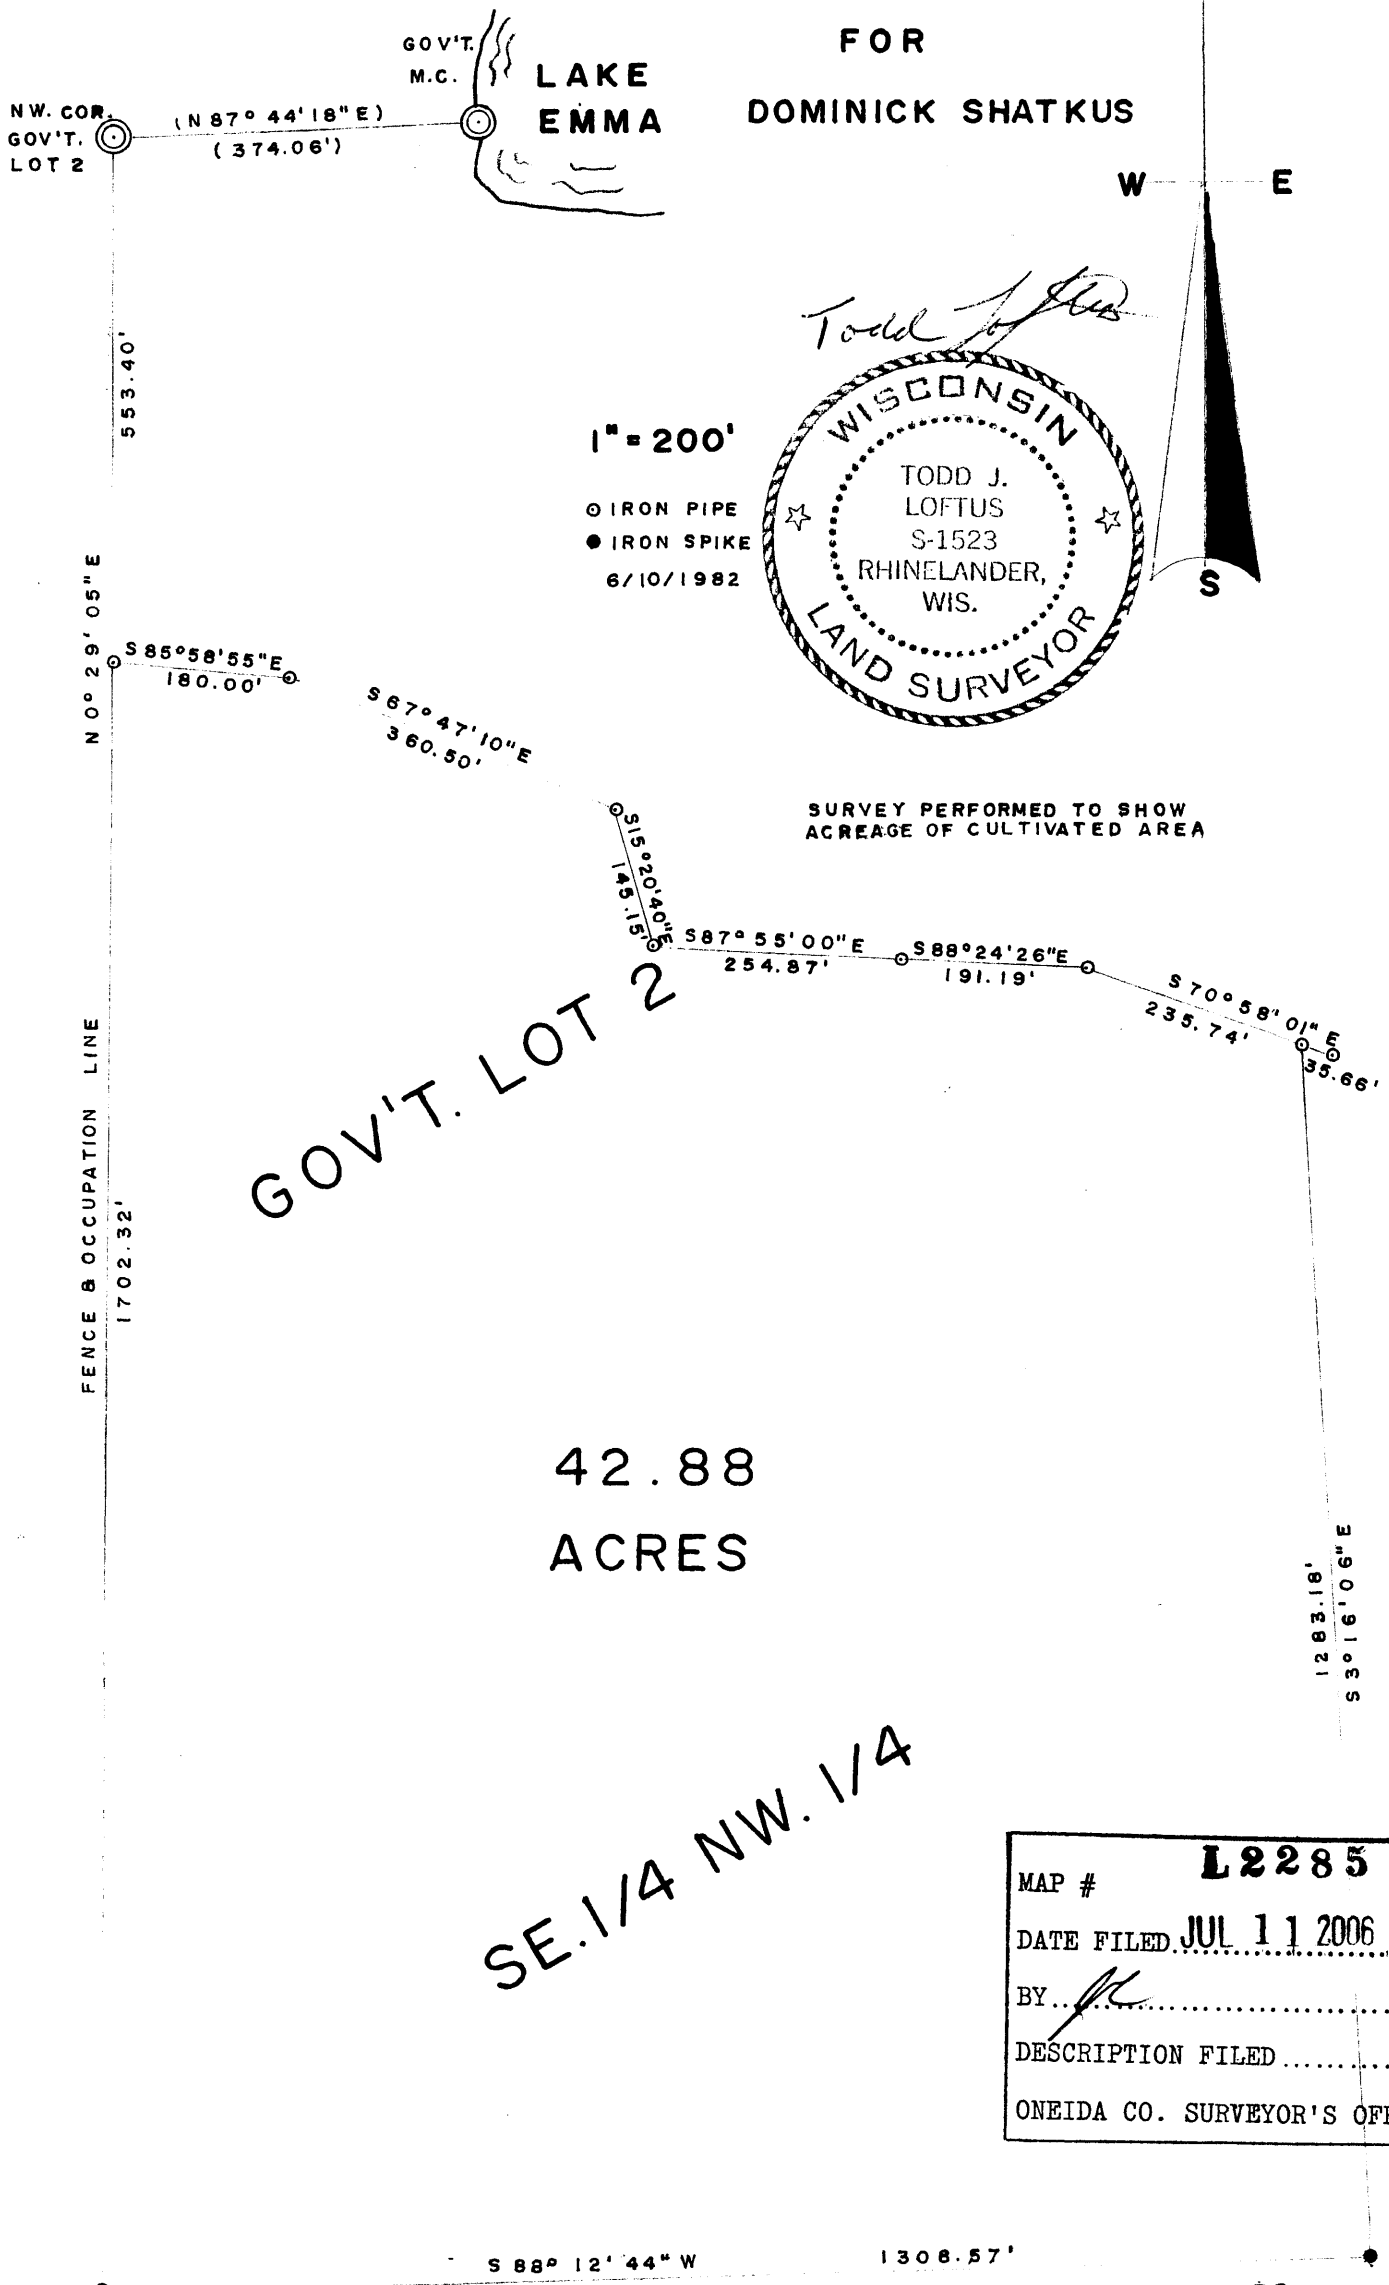 FOR
DOMINICK SHATKUS
GOV'T.
M.C.
LAKE
EMMA
NW. COR.
GOV'T.
LOT 2
(N 87° 44' 18" E)
(374.06')
W
E
S
553.40'
Todd Loftus
WISCONSIN
TODD J.
LOFTUS
S-1523
RHINELANDER,
WIS.
LAND SURVEYOR
1" = 200'
IRON PIPE
IRON SPIKE
6/10/1982
N 0° 29' 05" E
S 85° 58' 55" E
180.00'
S 67° 47' 10" E
360.50'
SURVEY PERFORMED TO SHOW
ACREAGE OF CULTIVATED AREA
S 15° 20' 40" E
145.15'
S 87° 55' 00" E
254.87'
S 88° 24' 26" E
191.19'
S 70° 58' 01" E
235.74'
35.66'
GOV'T. LOT 2
FENCE & OCCUPATION LINE
1702.32'
42.88
ACRES
1283.18'
S 3° 16' 06" E
SE. 1/4 NW. 1/4
MAP # L2285
DATE FILED JUL 11 2006
BY
DESCRIPTION FILED
ONEIDA CO. SURVEYOR'S
S 88° 12' 44" W
1306.57'